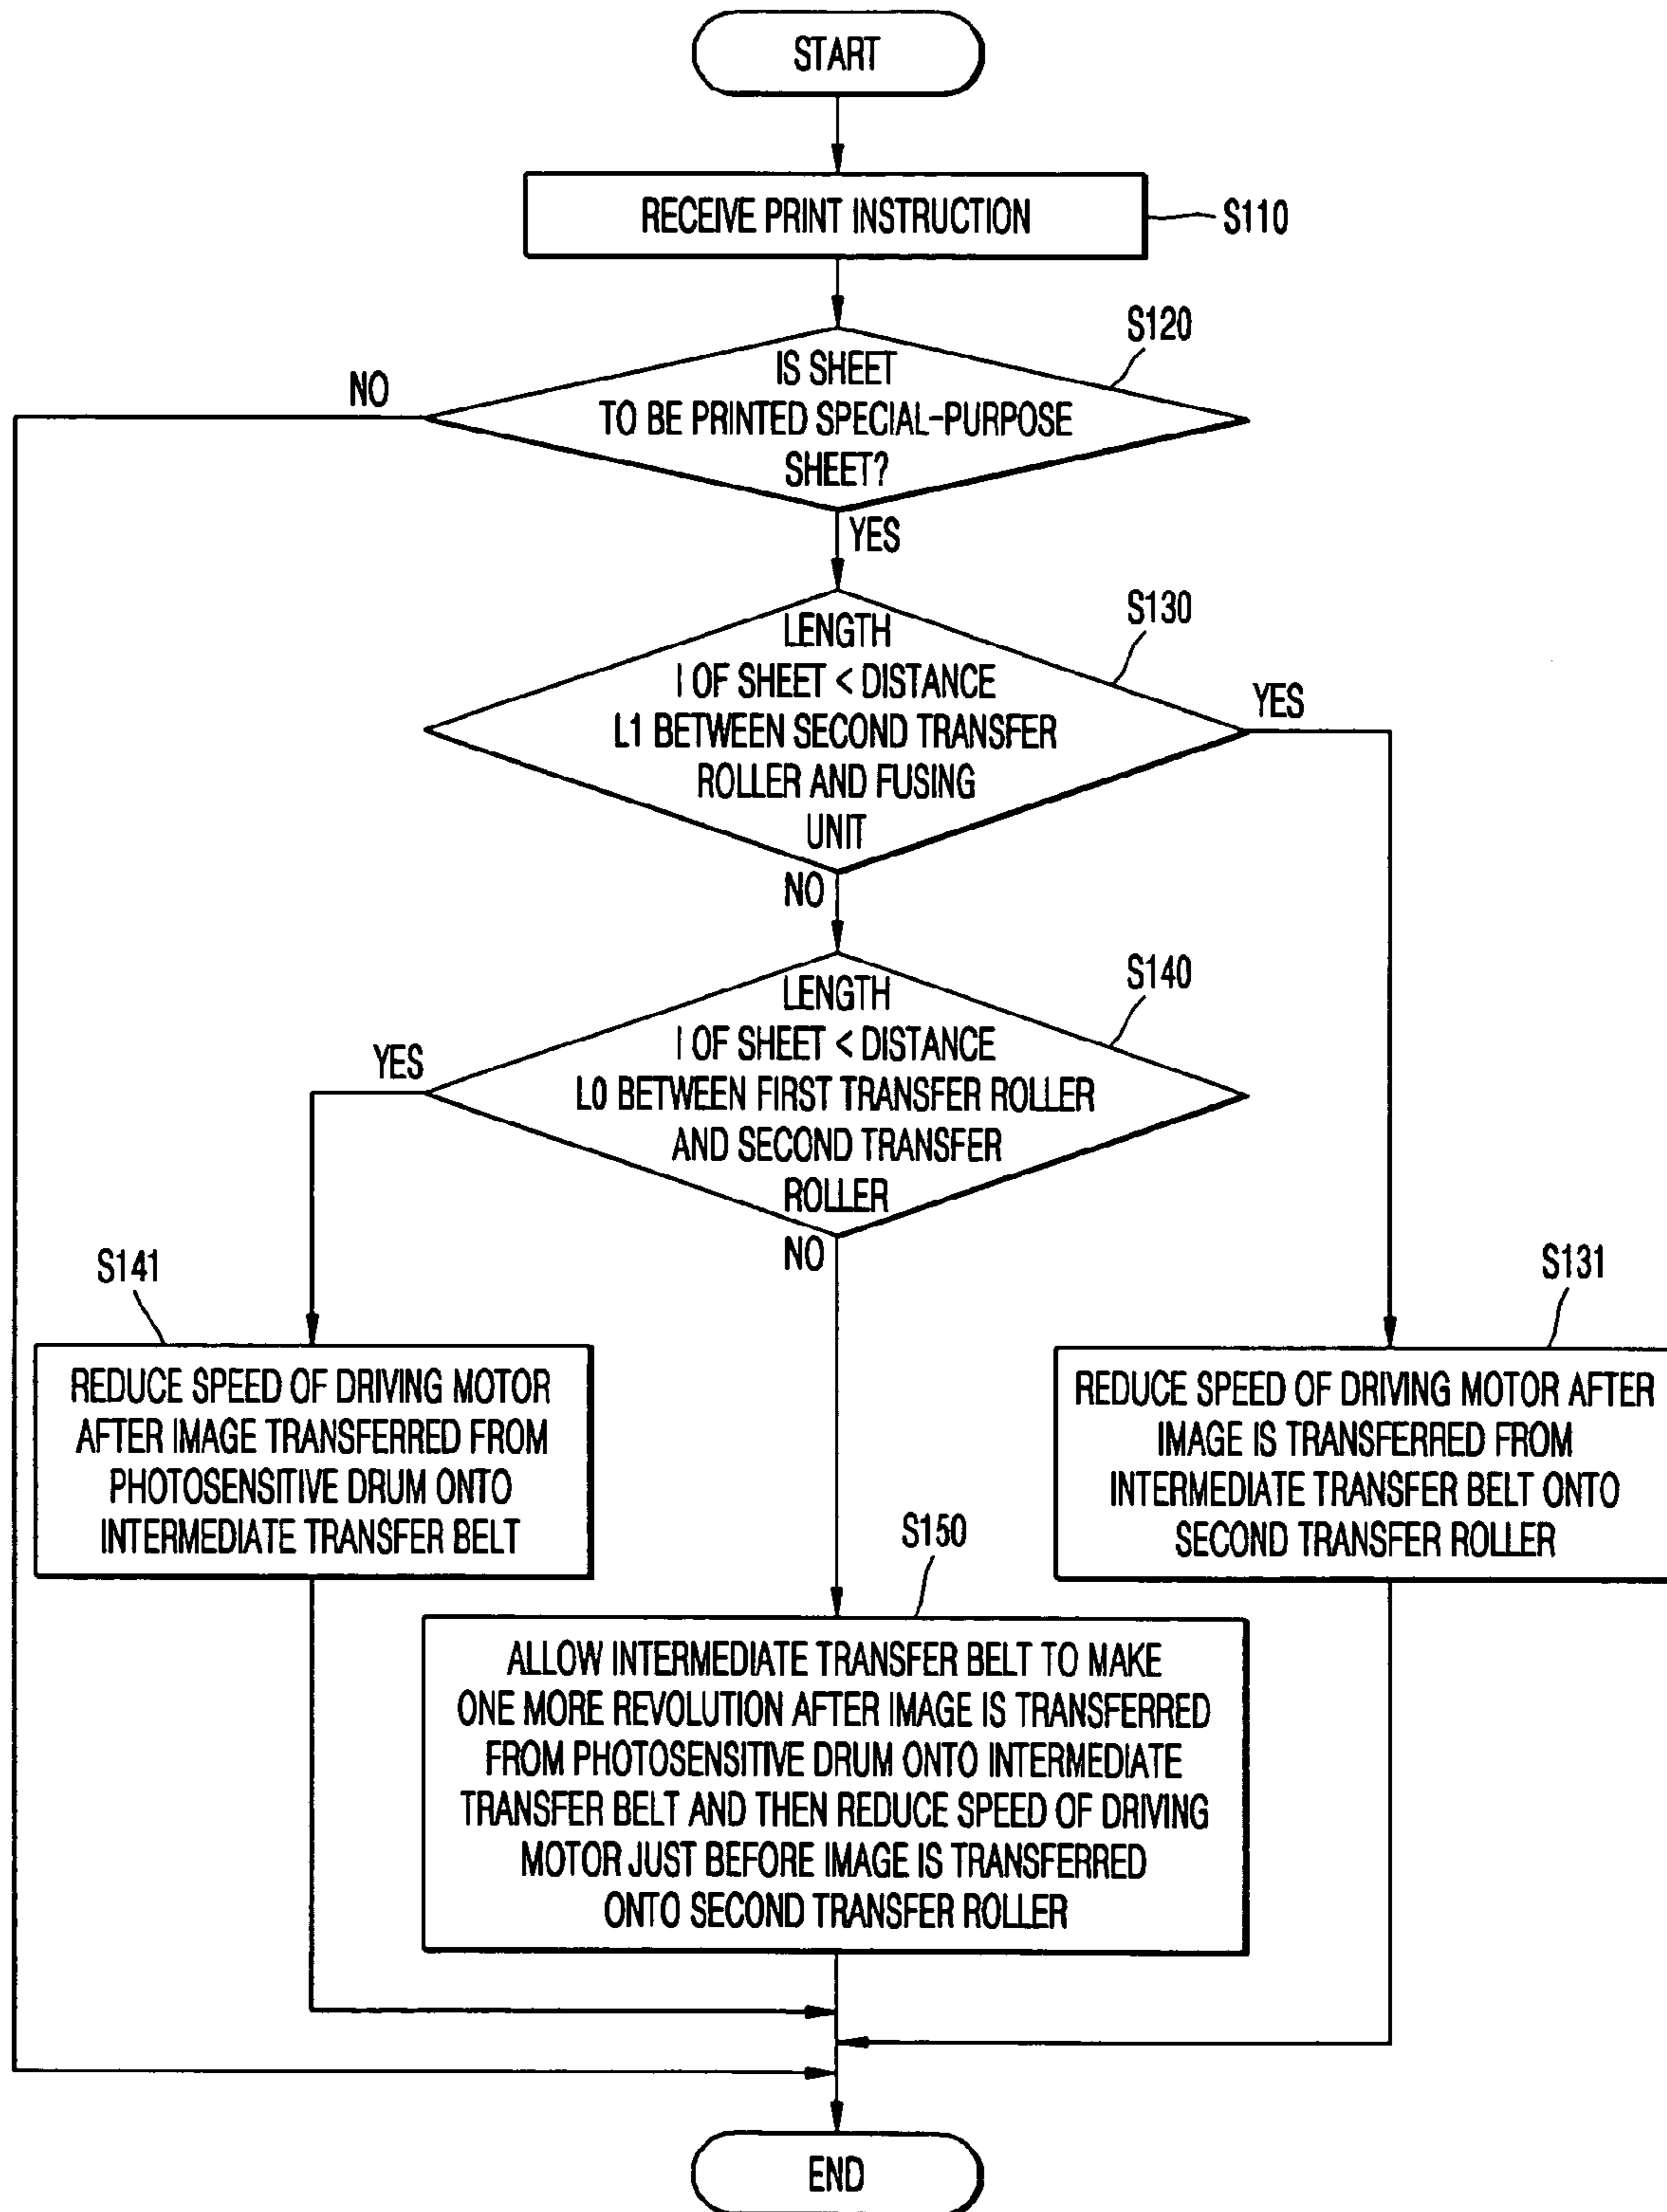 START
RECEIVE PRINT INSTRUCTION
S110
S120
IS SHEET
TO BE PRINTED SPECIAL-PURPOSE
SHEET?
NO
YES
S130
LENGTH
l OF SHEET < DISTANCE
L1 BETWEEN SECOND TRANSFER
ROLLER AND FUSING
UNIT
YES
NO
S140
LENGTH
l OF SHEET < DISTANCE
L0 BETWEEN FIRST TRANSFER ROLLER
AND SECOND TRANSFER
ROLLER
YES
NO
S141
REDUCE SPEED OF DRIVING MOTOR
AFTER IMAGE TRANSFERRED FROM
PHOTOSENSITIVE DRUM ONTO
INTERMEDIATE TRANSFER BELT
S131
REDUCE SPEED OF DRIVING MOTOR AFTER
IMAGE IS TRANSFERRED FROM
INTERMEDIATE TRANSFER BELT ONTO
SECOND TRANSFER ROLLER
S150
ALLOW INTERMEDIATE TRANSFER BELT TO MAKE
ONE MORE REVOLUTION AFTER IMAGE IS TRANSFERRED
FROM PHOTOSENSITIVE DRUM ONTO INTERMEDIATE
TRANSFER BELT AND THEN REDUCE SPEED OF DRIVING
MOTOR JUST BEFORE IMAGE IS TRANSFERRED
ONTO SECOND TRANSFER ROLLER
END